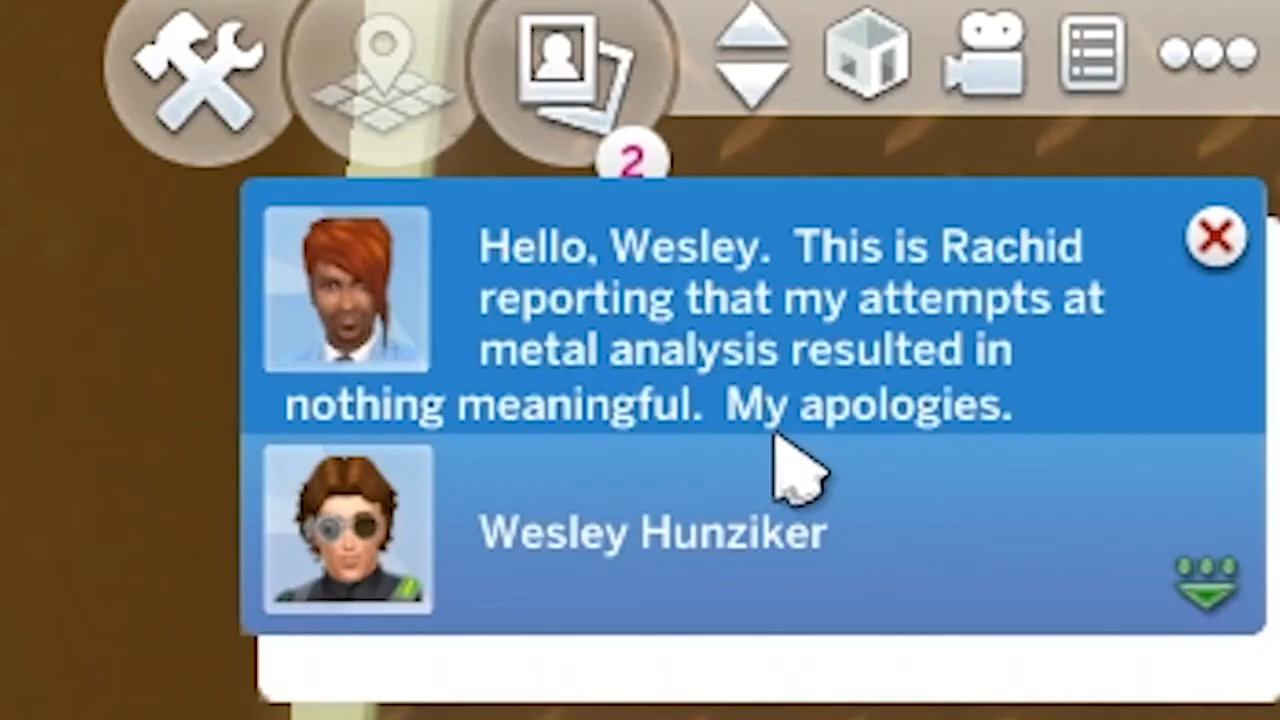 2
Hello, Wesley.  This is Rachid
reporting that my attempts at
metal analysis resulted in
nothing meaningful.  My apologies.
Wesley Hunziker